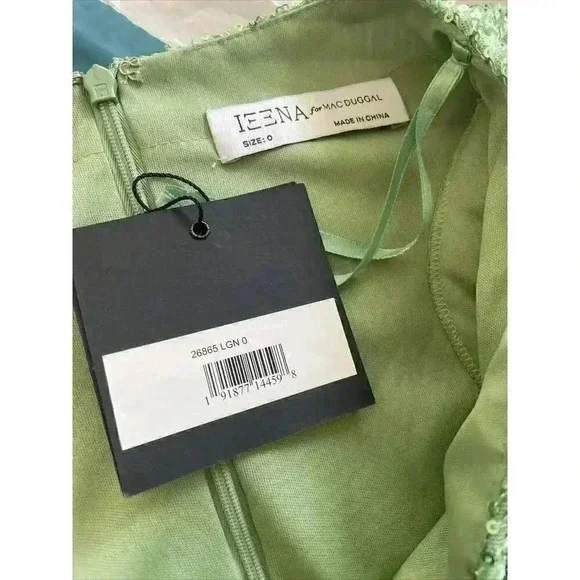 IEENA for MAC DUGGAL
SIZE: 0
MADE IN CHINA
26865 LGN 0
1 91877 14459 8